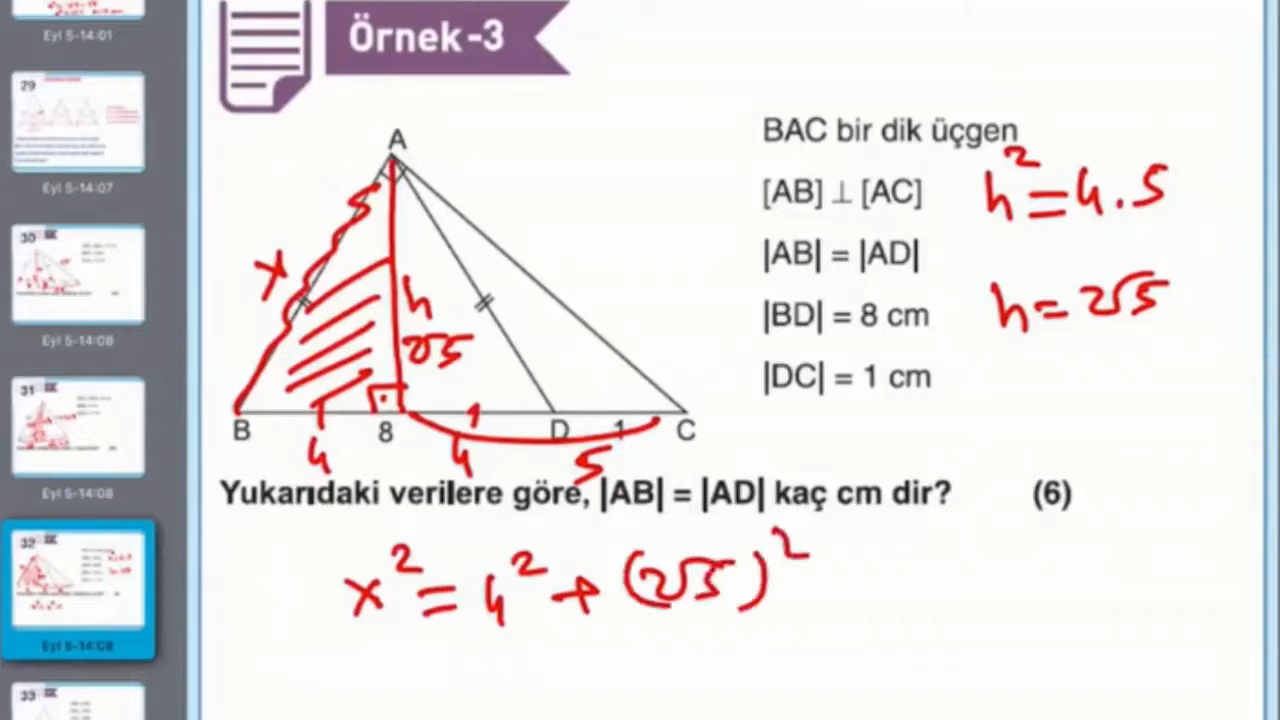 Eyl 5-14:01
29
Eyl 5-14:07
30
Eyl 5-14:08
31
Eyl 5-14:08
32
Eyl 5-14:08
33
Örnek-3
A
5
x
h
2√5
B
8
D
1
C
4
4
5
BAC bir dik üçgen
[AB] ⊥ [AC]
|AB| = |AD|
|BD| = 8 cm
|DC| = 1 cm
h² = 4.5
h = 2√5
Yukarıdaki verilere göre, |AB| = |AD| kaç cm dir? (6)
x² = 4² + (2√5)²